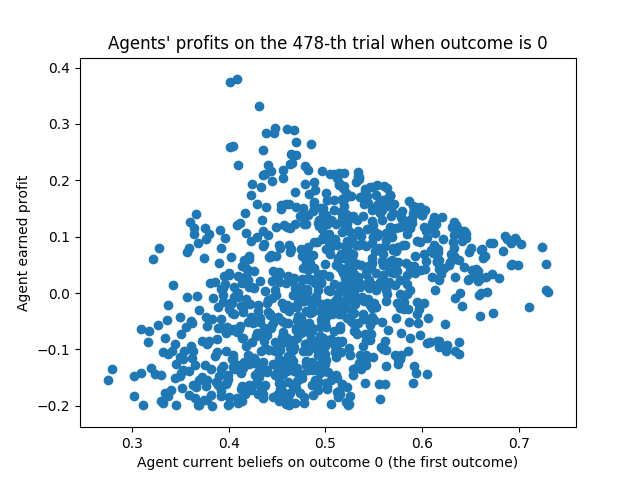 Agents' profits on the 478-th trial when outcome is 0
0.4
0.3
0.2
0.1
0.0
−0.1
−0.2
Agent earned profit
0.3 0.4 0.5 0.6 0.7
Agent current beliefs on outcome 0 (the first outcome)